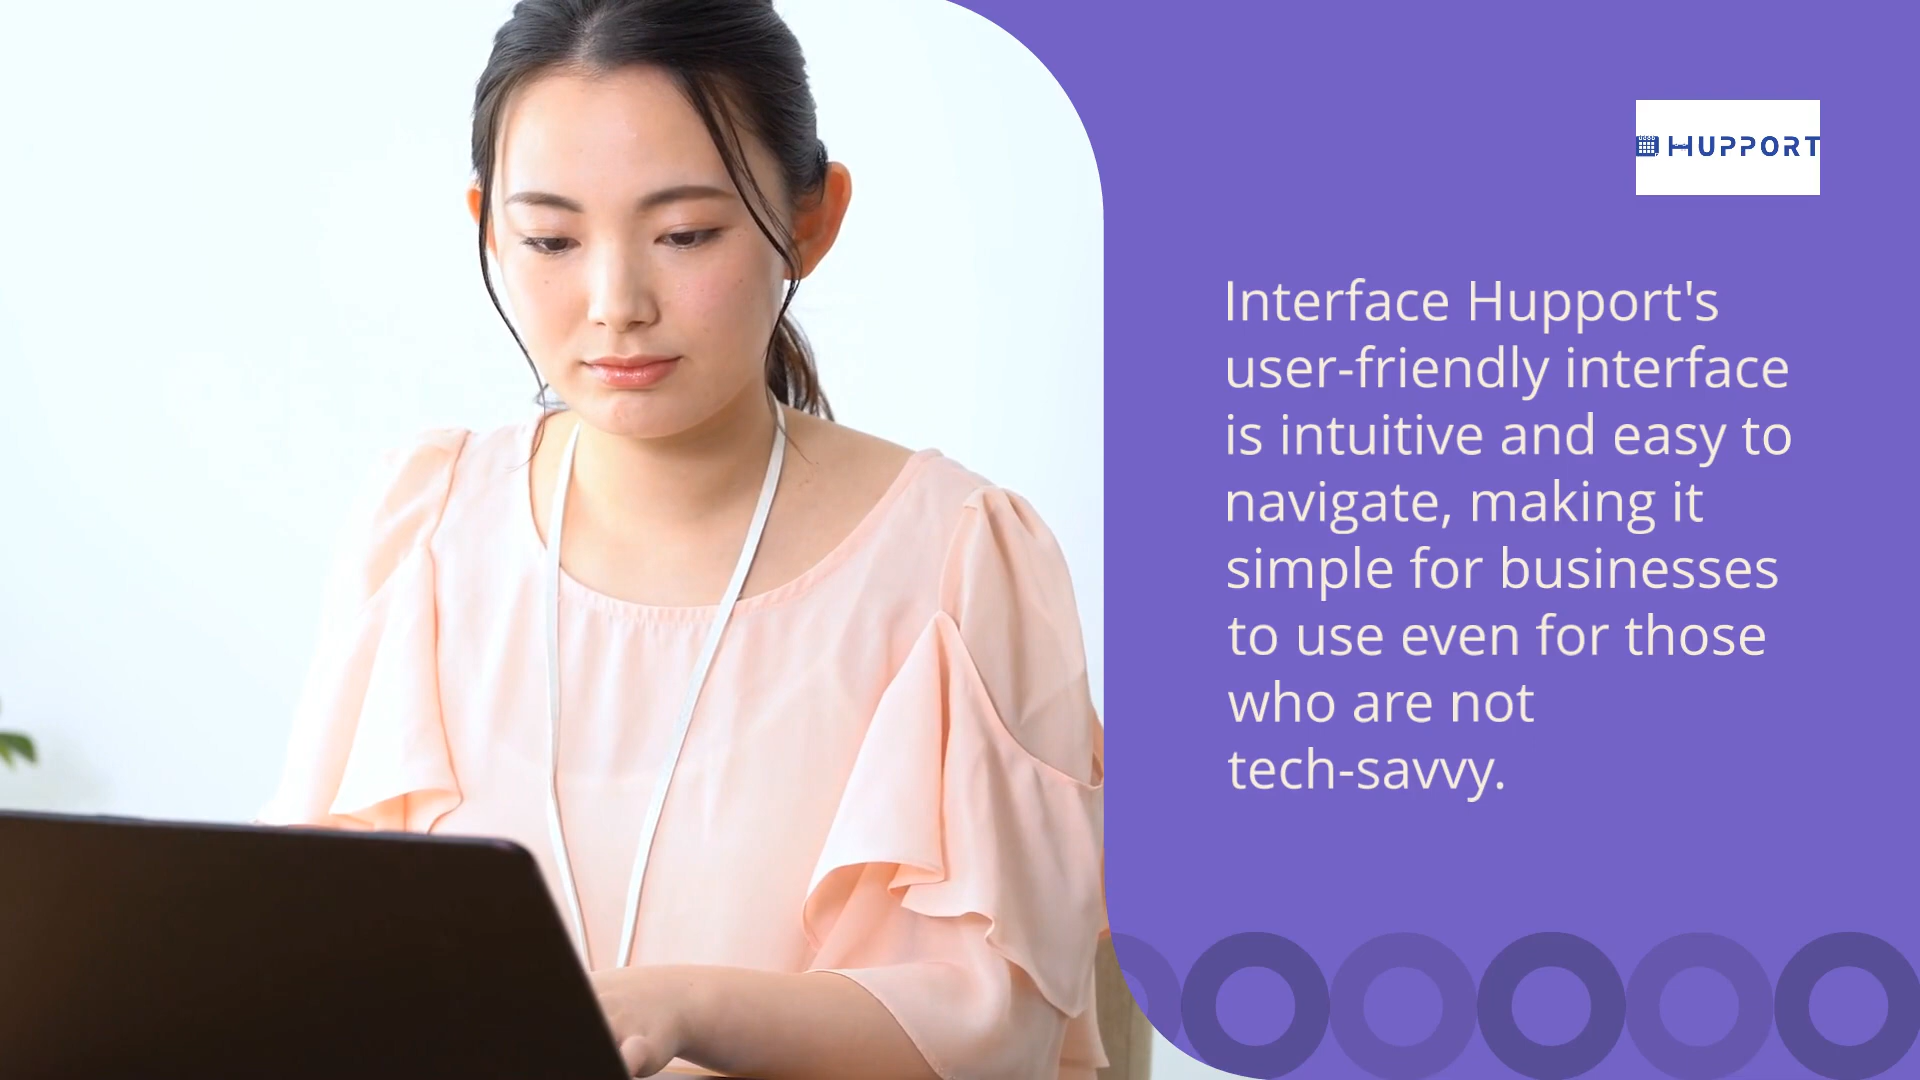 HUPPORT
Interface Hupport's
user-friendly interface
is intuitive and easy to
navigate, making it
simple for businesses
to use even for those
who are not
tech-savvy.